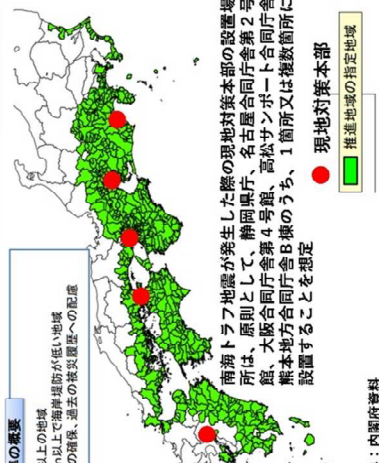 の概要
以上の地域
m以上で海岸堤防が低い地域
の確保、過去の被災履歴への配慮
南海トラフ地震が発生した際の現地対策本部の設置場
所は、原則として、静岡県庁、名古屋合同庁舎第２号
館、大阪合同庁舎第４号館、高松サンポート合同庁舎
熊本地方合同庁舎Ｂ棟のうち、１箇所又は複数箇所に
設置することを想定
現地対策本部
推進地域の指定地域
：内閣府資料